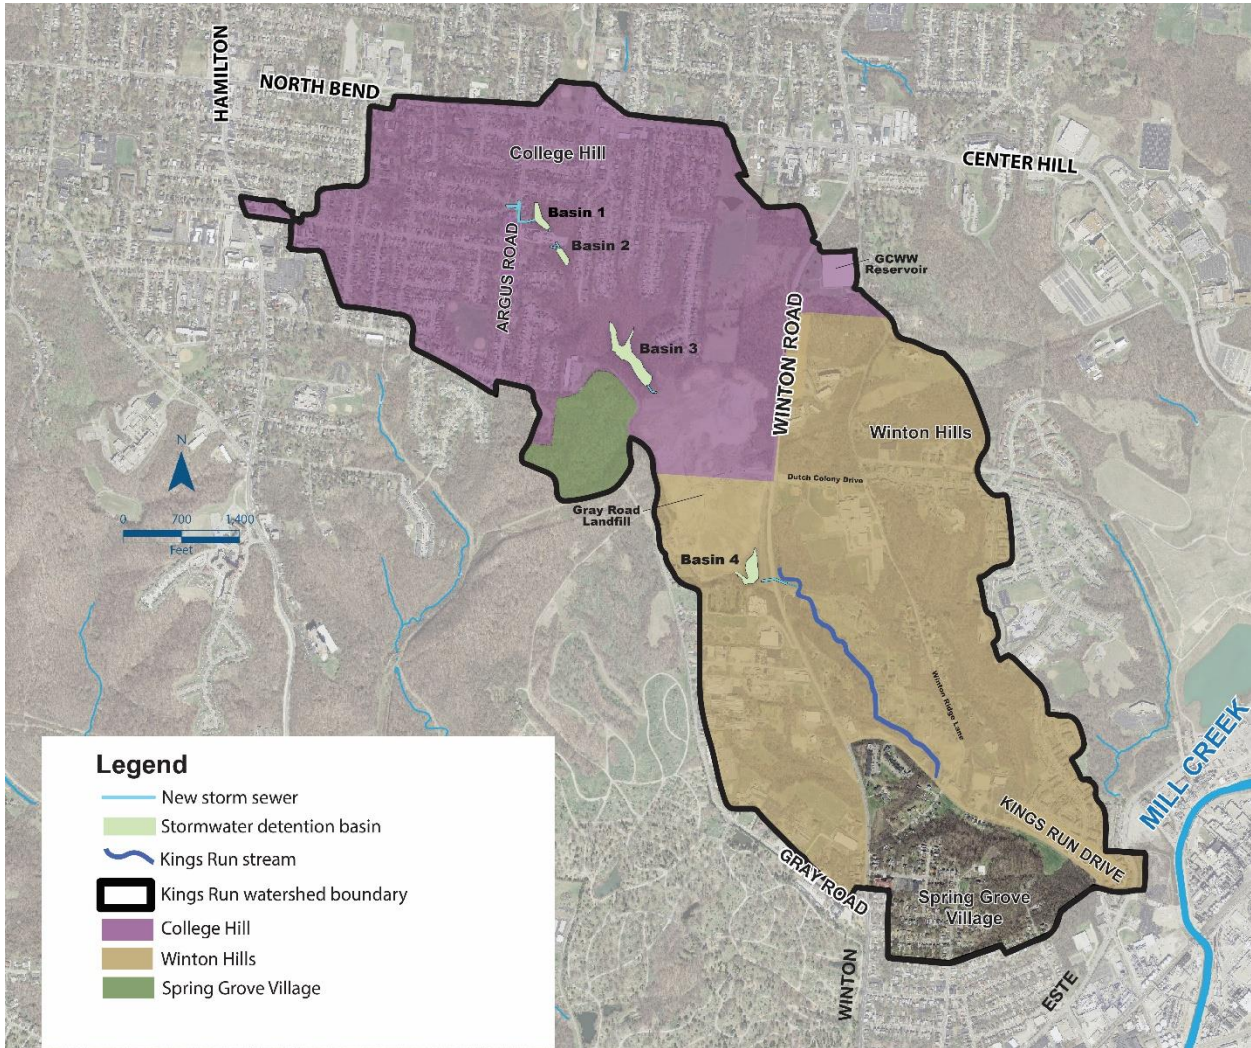 HAMILTON
NORTH BEND
College Hill
CENTER HILL
Basin 1
Basin 2
ARGUS ROAD
GCWW
Reservoir
Basin 3
WINTON ROAD
Winton Hills
N
Dutch Colony Drive
0 700 1,400
Feet
Gray Road
Landfill
Basin 4
Winton Ridge Lane
MILL CREEK
KINGS RUN DRIVE
GRAY ROAD
Spring Grove
Village
WINTON
ESTE
Legend
New storm sewer
Stormwater detention basin
Kings Run stream
Kings Run watershed boundary
College Hill
Winton Hills
Spring Grove Village